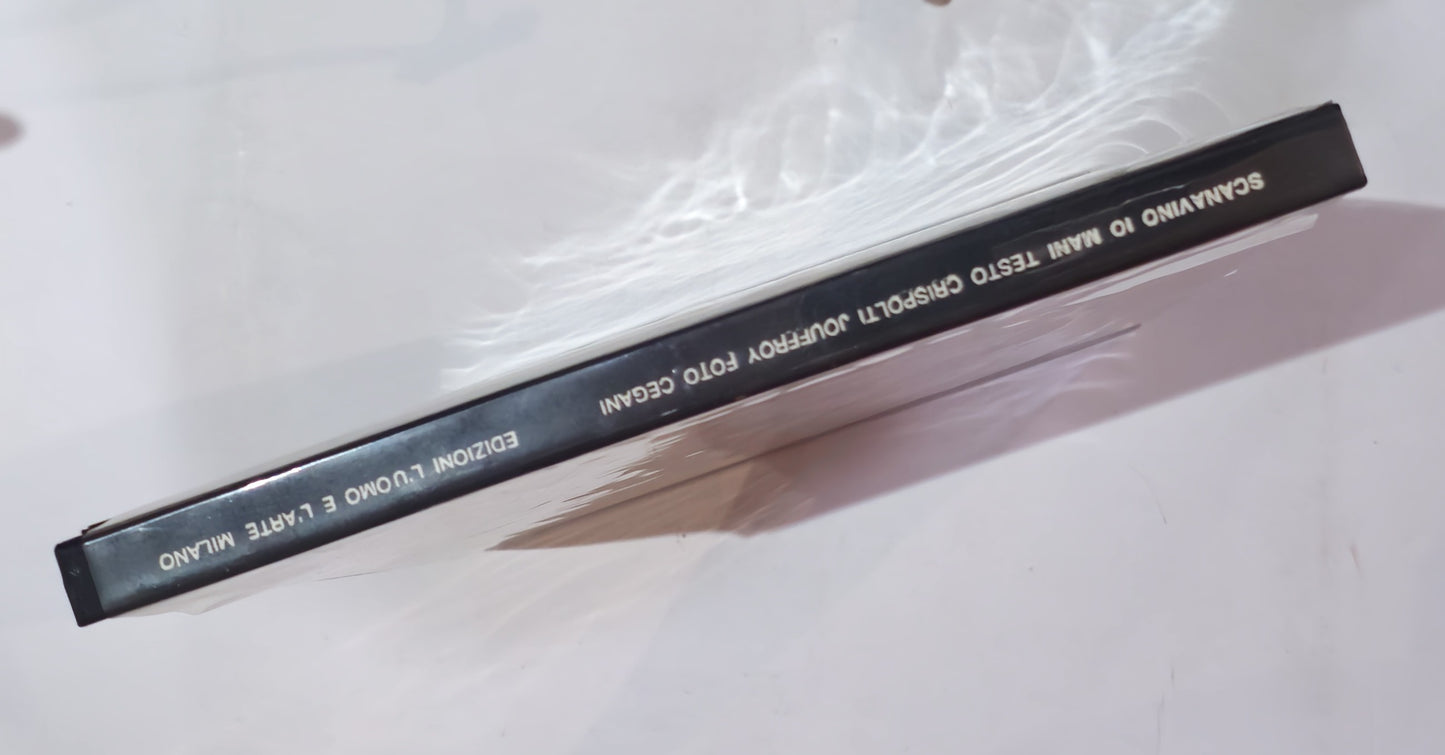 SCANAVINO IO MANI TESTO CRISPOLTI JOUFFROY FOTO CEGANI EDIZIONI L'UOMO E L'ARTE MILANO